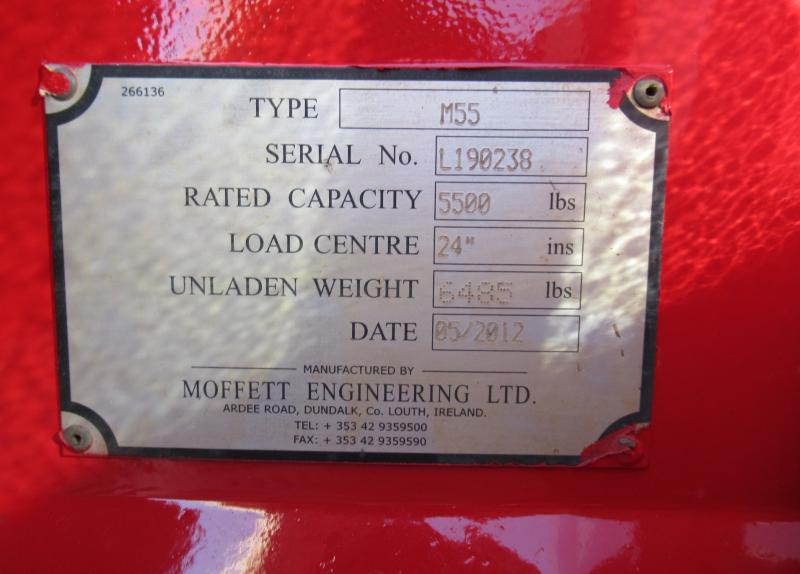 266136
TYPE M55
SERIAL No. L190238
RATED CAPACITY 5500 lbs
LOAD CENTRE 24" ins
UNLADEN WEIGHT 6485 lbs
DATE 05/2012
MANUFACTURED BY
MOFFETT ENGINEERING LTD.
ARDEE ROAD, DUNDALK, Co. LOUTH, IRELAND.
TEL: + 353 42 9359500
FAX: + 353 42 9359590